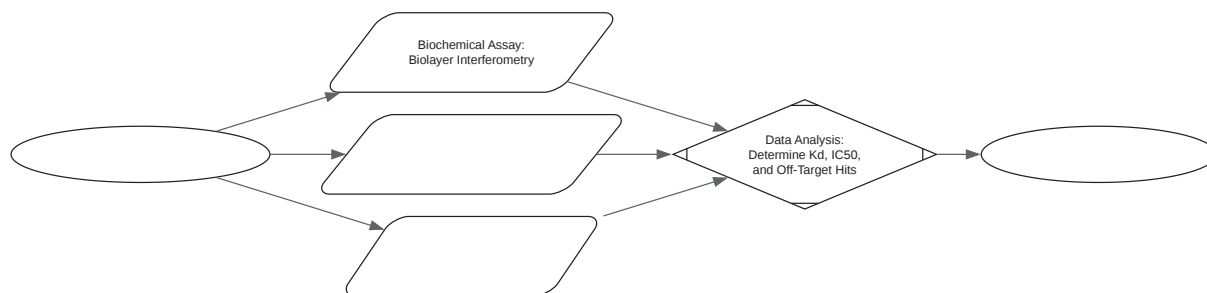 Biochemical Assay:
Biolayer Interferometry
Data Analysis:
Determine Kd, IC50,
and Off-Target Hits